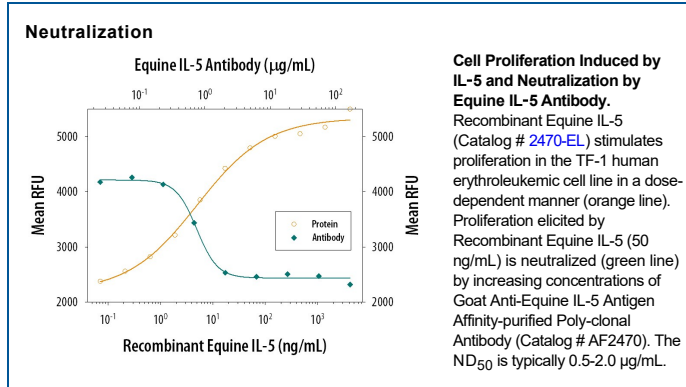 Neutralization
Equine IL-5 Antibody (µg/mL)
10-1 100 101 102
5000 5000
4000 4000
3000 3000
2000 2000
Mean RFU
Mean RFU
Protein
Antibody
10-1 100 101 102 103
Recombinant Equine IL-5 (ng/mL)
Cell Proliferation Induced by
IL-5 and Neutralization by
Equine IL-5 Antibody.
Recombinant Equine IL-5
(Catalog # 2470-EL) stimulates
proliferation in the TF-1 human
erythroleukemic cell line in a dose-
dependent manner (orange line).
Proliferation elicited by
Recombinant Equine IL-5 (50
ng/mL) is neutralized (green line)
by increasing concentrations of
Goat Anti-Equine IL-5 Antigen
Affinity-purified Poly-clonal
Antibody (Catalog # AF2470). The
ND50 is typically 0.5-2.0 µg/mL.